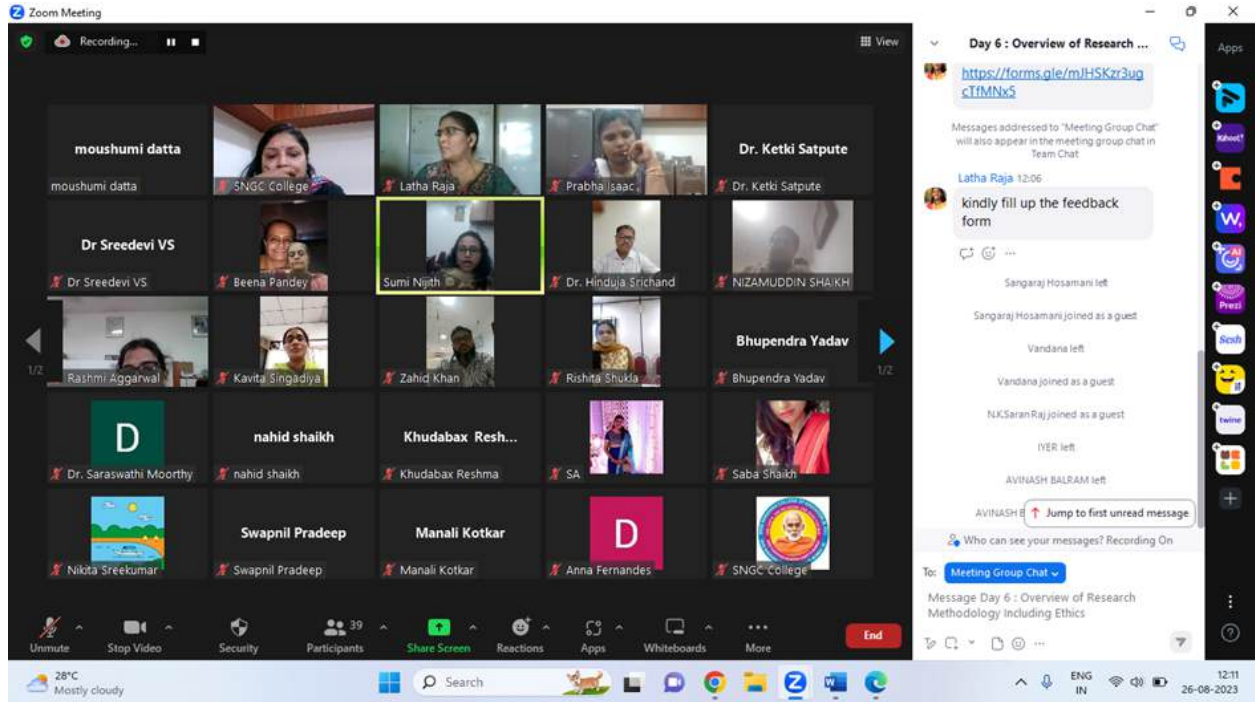 Zoom Meeting
Recording...
View
moushumi datta
moushumi datta
SNGC College
Latha Raja
Prabha Isaac
Dr. Ketki Satpute
Dr. Ketki Satpute
Dr Sreedevi VS
Dr Sreedevi VS
Beena Pandey
Sumi Nijith
Dr. Hinduja Srichand
NIZAMUDDIN SHAIKH
1/2
Rashmi Aggarwal
Kavita Singadiya
Zahid Khan
Rishita Shukla
Bhupendra Yadav
Bhupendra Yadav
1/2
D
Dr. Saraswathi Moorthy
nahid shaikh
nahid shaikh
Khudabax Resh...
Khudabax Reshma
SA
Saba Shaikh
Nikita Sreekumar
Swapnil Pradeep
Swapnil Pradeep
Manali Kotkar
Manali Kotkar
D
Anna Fernandes
SNGC College
Unmute
Stop Video
Security
39
Participants
Share Screen
Reactions
Apps
Whiteboards
More
End
Day 6 : Overview of Research ...
https://forms.gle/mJHSKzr3ug
cTfMNx5
Messages addressed to "Meeting Group Chat"
will also appear in the meeting group chat in
Team Chat
Latha Raja 12:06
kindly fill up the feedback
form
Sangaraj Hosamani left
Sangaraj Hosamani joined as a guest
Vandana left
Vandana joined as a guest
N.K.Saran Raj joined as a guest
IYER left
AVINASH BALRAM left
AVINASH
Jump to first unread message
Who can see your messages? Recording On
To: Meeting Group Chat
Message Day 6 : Overview of Research
Methodology Including Ethics
Apps
Kahoot!
W,
Prezi
Sesh
twine
28°C
Mostly cloudy
Search
ENG
IN
12:11
26-08-2023